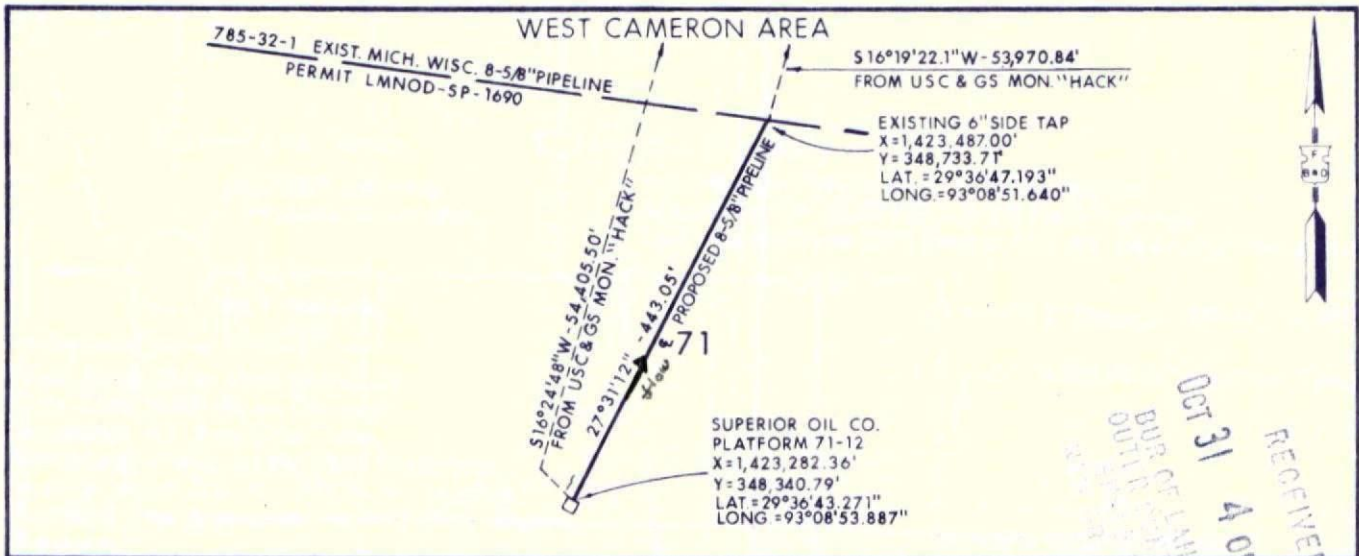 WEST CAMERON AREA
785-32-1 EXIST. MICH. WISC. 8-5/8" PIPELINE
PERMIT LMNOD-SP-1690
S16°19'22.1"W-53,970.84'
FROM USC & GS MON. "HACK"
EXISTING 6" SIDE TAP
X=1,423,487.00'
Y=348,733.71'
LAT.=29°36'47.193"
LONG.=93°08'51.640"
F
B D
S16°24'48"W-54,405.50'
FROM USC&GS MON. "HACK"
27°31'12" -443.05'
PROPOSED 8-5/8" PIPELINE
flow
71
SUPERIOR OIL CO.
PLATFORM 71-12
X=1,423,282.36'
Y=348,340.79'
LAT.=29°36'43.271"
LONG.=93°08'53.887"
OCT 31 4